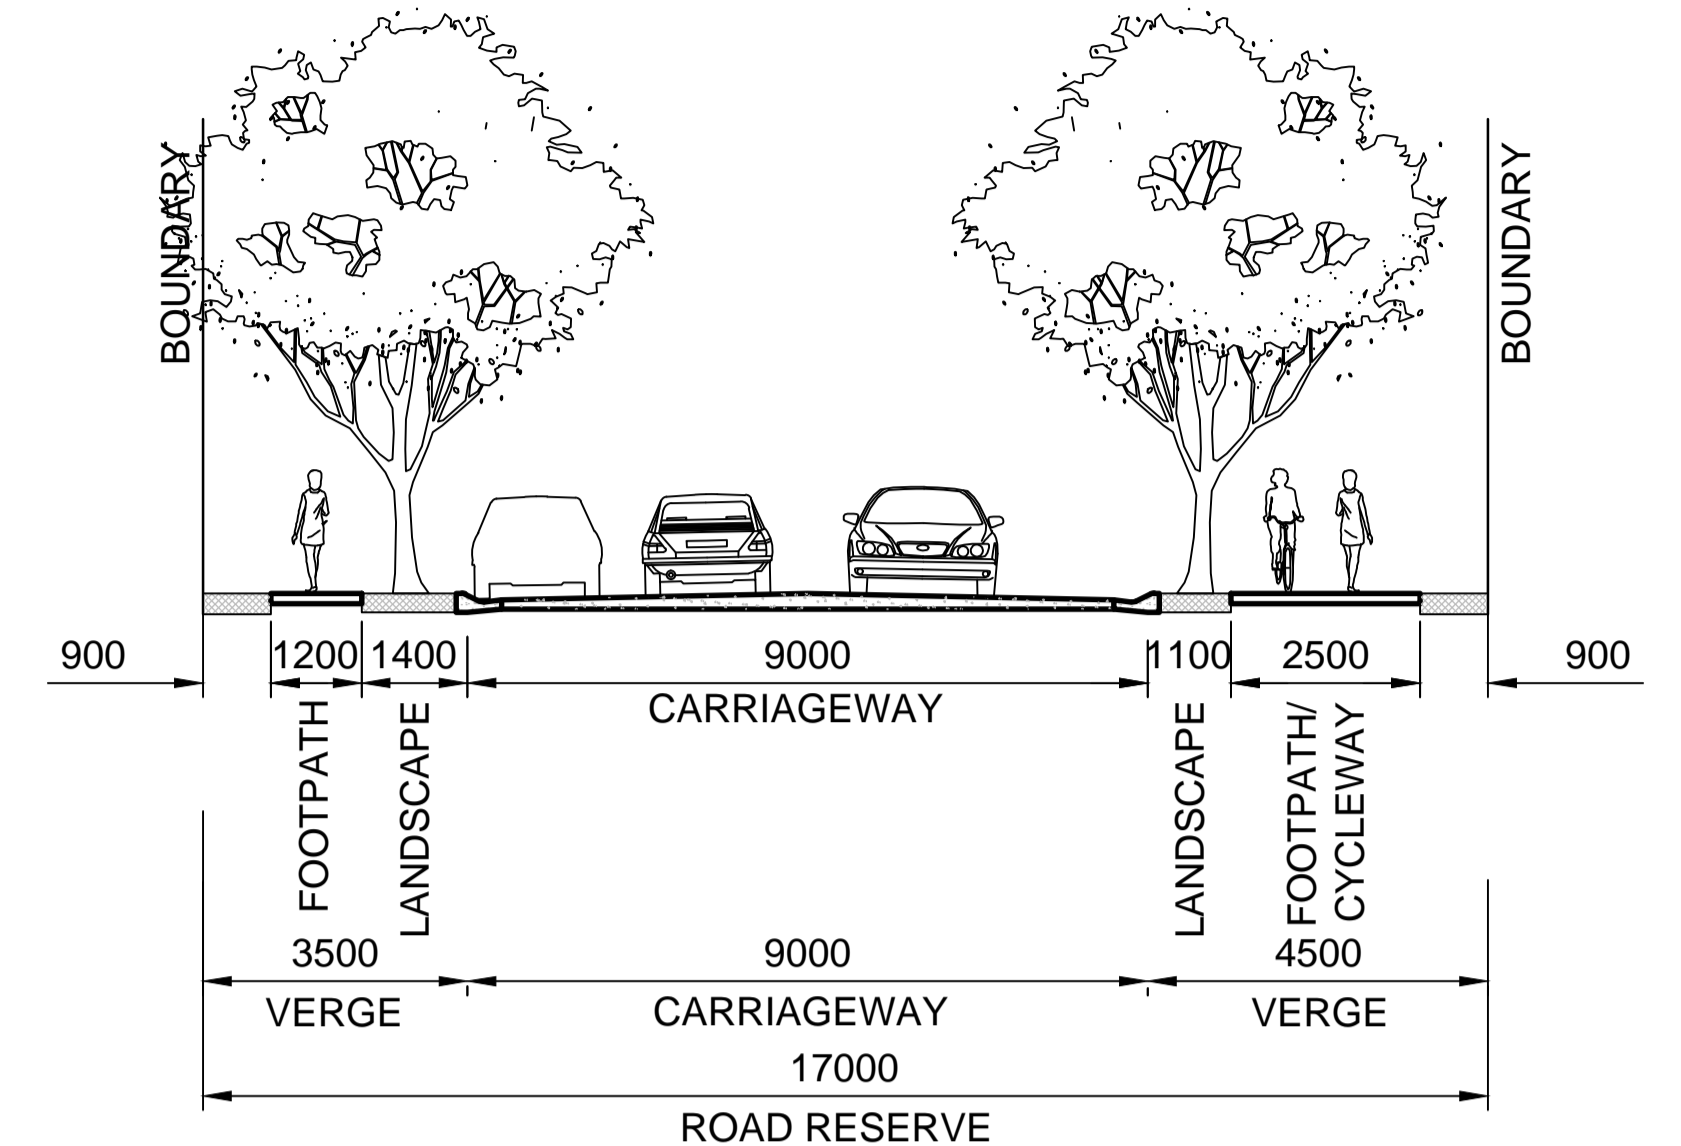 BOUNDARY
BOUNDARY
900
1200
1400
9000
1100
2500
900
CARRIAGEWAY
FOOTPATH
LANDSCAPE
LANDSCAPE
FOOTPATH/
CYCLEWAY
3500
9000
4500
VERGE
CARRIAGEWAY
VERGE
17000
ROAD RESERVE